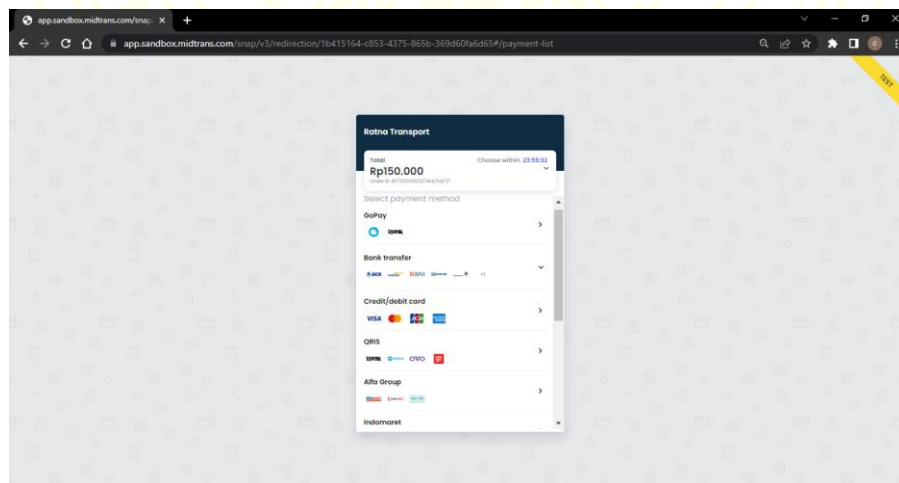 app.sandbox.midtrans.com/snap
app.sandbox.midtrans.com/snap/v3/redirection/1b415164-c853-4375-865b-369d60fa6d65#/payment-list
TEST
Ratna Transport
Total
Choose within 23:59:32
Rp150.000
Select payment method
GoPay
Bank transfer
BCA
BNI
Credit/debit card
VISA
QRIS
OVO
Alfa Group
Indomaret